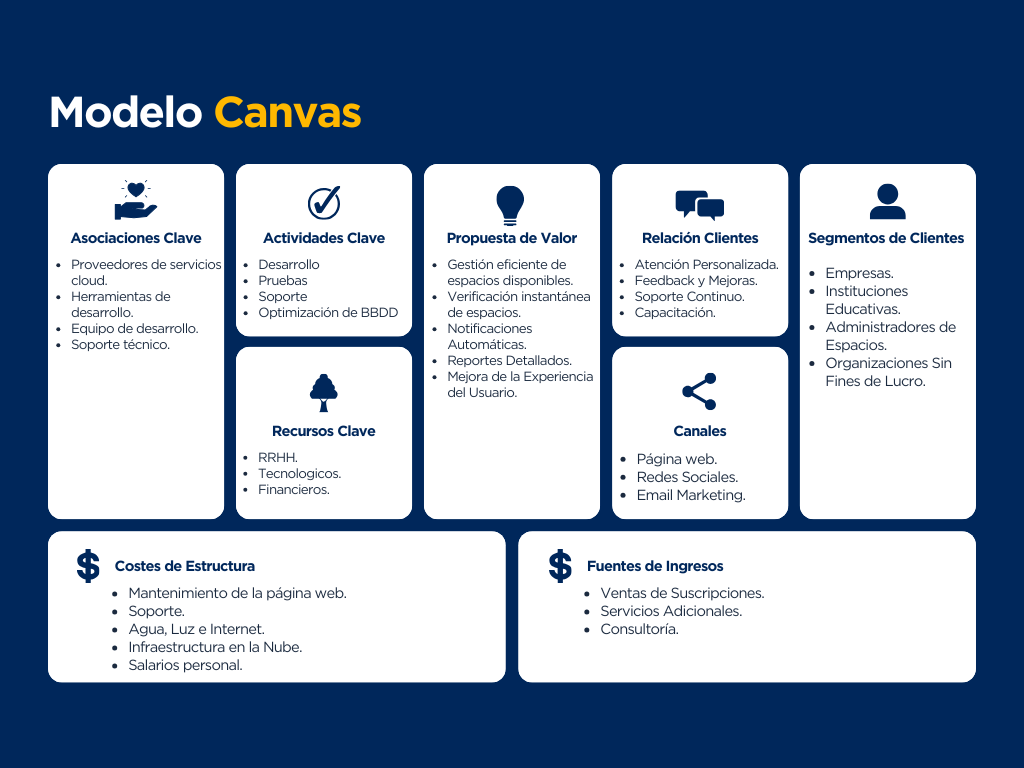 Modelo Canvas
Asociaciones Clave
• Proveedores de servicios
cloud.
• Herramientas de
desarrollo.
• Equipo de desarrollo.
• Soporte técnico.
Actividades Clave
• Desarrollo
• Pruebas
• Soporte
• Optimización de BBDD
Recursos Clave
• RRHH.
• Tecnologicos.
• Financieros.
Propuesta de Valor
• Gestión eficiente de
espacios disponibles.
• Verificación instantánea
de espacios.
• Notificaciones
Automáticas.
• Reportes Detallados.
• Mejora de la Experiencia
del Usuario.
Relación Clientes
• Atención Personalizada.
• Feedback y Mejoras.
• Soporte Continuo.
• Capacitación.
Canales
• Página web.
• Redes Sociales.
• Email Marketing.
Segmentos de Clientes
• Empresas.
• Instituciones
Educativas.
• Administradores de
Espacios.
• Organizaciones Sin
Fines de Lucro.
$ Costes de Estructura
• Mantenimiento de la página web.
• Soporte.
• Agua, Luz e Internet.
• Infraestructura en la Nube.
• Salarios personal.
$ Fuentes de Ingresos
• Ventas de Suscripciones.
• Servicios Adicionales.
• Consultoría.